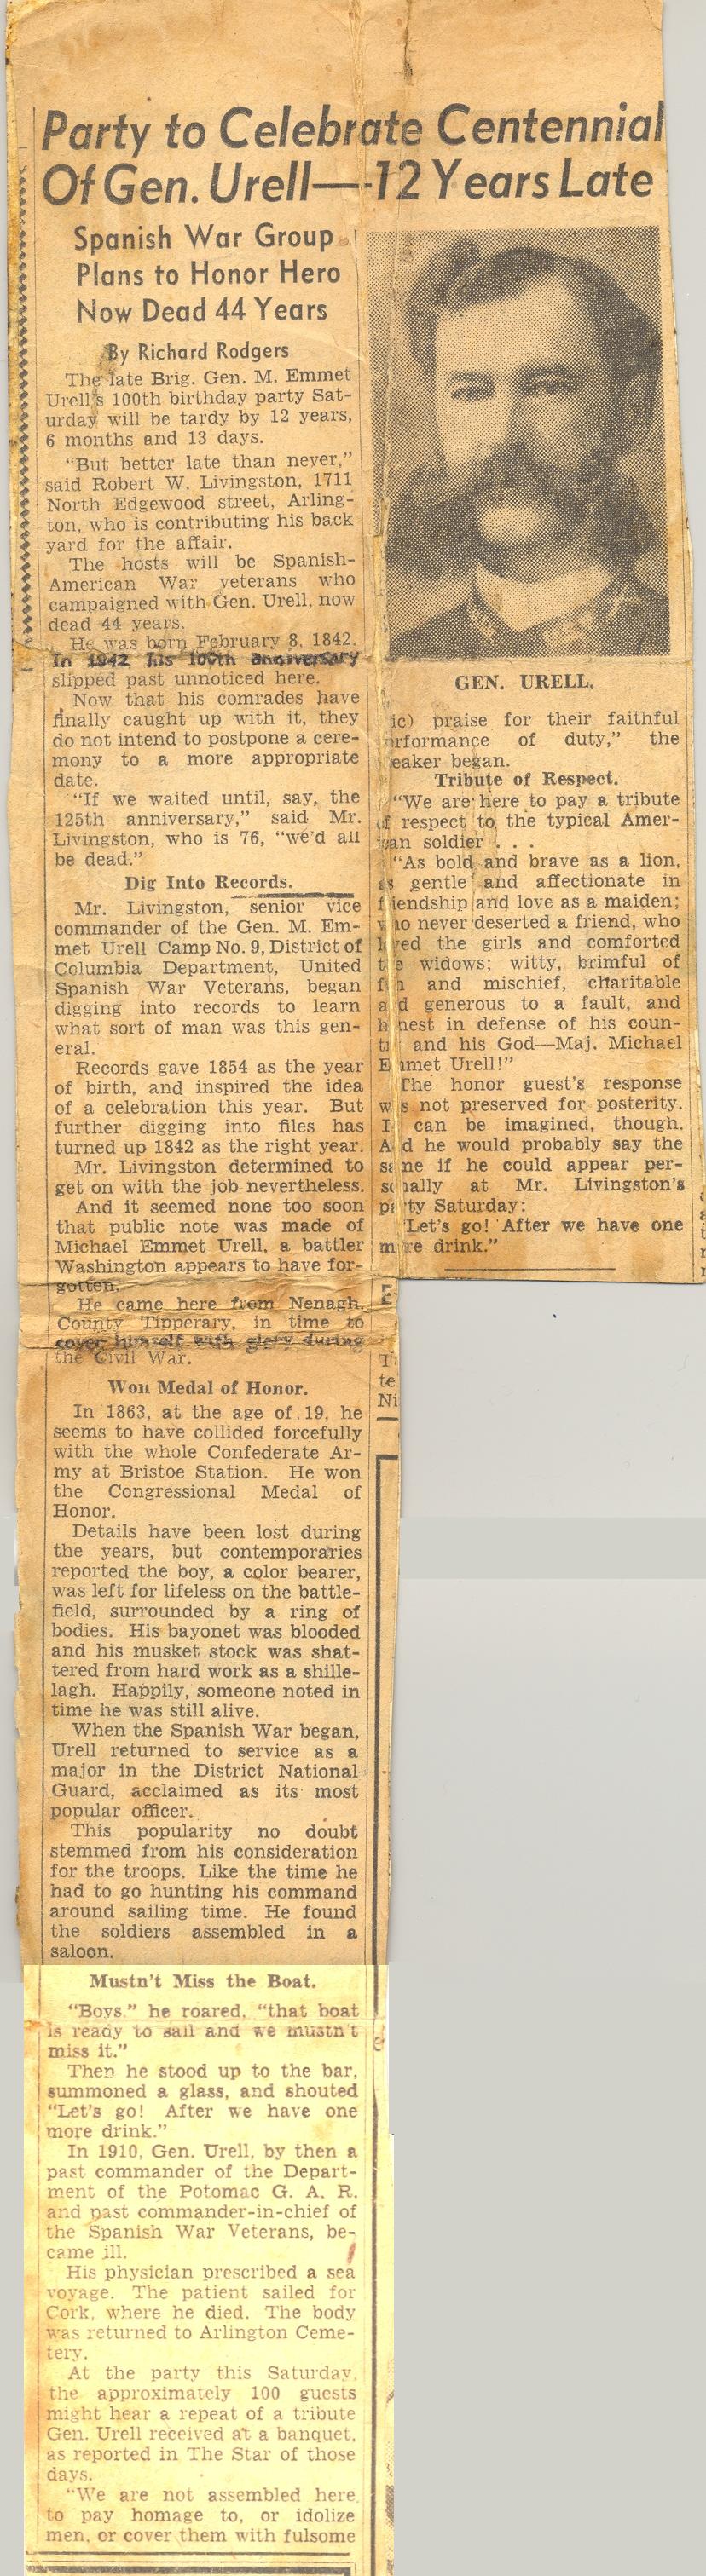 Party to Celebrate Centennial
Of Gen. Urell—12 Years Late
Spanish War Group
Plans to Honor Hero
Now Dead 44 Years
By Richard Rodgers
The late Brig. Gen. M. Emmet
Urell's 100th birthday party Sat-
urday will be tardy by 12 years,
6 months and 13 days.
"But better late than never,"
said Robert W. Livingston, 1711
North Edgewood street, Arling-
ton, who is contributing his back
yard for the affair.
The hosts will be Spanish-
American War veterans who
campaigned with Gen. Urell, now
dead 44 years.
He was born February 8, 1842.
In 1942 his 100th anniversary
slipped past unnoticed here.
Now that his comrades have
finally caught up with it, they
do not intend to postpone a cere-
mony to a more appropriate
date.
"If we waited until, say, the
125th anniversary," said Mr.
Livingston, who is 76, "we'd all
be dead."
Dig Into Records.
Mr. Livingston, senior vice
commander of the Gen. M. Em-
met Urell Camp No. 9, District of
Columbia Department, United
Spanish War Veterans, began
digging into records to learn
what sort of man was this gen-
eral.
Records gave 1854 as the year
of birth, and inspired the idea
of a celebration this year. But
further digging into files has
turned up 1842 as the right year.
Mr. Livingston determined to
get on with the job nevertheless.
And it seemed none too soon
that public note was made of
Michael Emmet Urell, a battler
Washington appears to have for-
gotten.
He came here from Nenagh,
County Tipperary, in time to
cover himself with glory during
the Civil War.
Won Medal of Honor.
In 1863, at the age of 19, he
seems to have collided forcefully
with the whole Confederate Ar-
my at Bristoe Station. He won
the Congressional Medal of
Honor.
Details have been lost during
the years, but contemporaries
reported the boy, a color bearer,
was left for lifeless on the battle-
field, surrounded by a ring of
bodies. His bayonet was blooded
and his musket stock was shat-
tered from hard work as a shille-
lagh. Happily, someone noted in
time he was still alive.
When the Spanish War began,
Urell returned to service as a
major in the District National
Guard, acclaimed as its most
popular officer.
This popularity no doubt
stemmed from his consideration
for the troops. Like the time he
had to go hunting his command
around sailing time. He found
the soldiers assembled in a
saloon.
Mustn't Miss the Boat.
"Boys," he roared, "that boat
is ready to sail and we mustn't
miss it."
Then he stood up to the bar,
summoned a glass, and shouted
"Let's go! After we have one
more drink."
In 1910, Gen. Urell, by then a
past commander of the Depart-
ment of the Potomac G. A. R.
and past commander-in-chief of
the Spanish War Veterans, be-
came ill.
His physician prescribed a sea
voyage. The patient sailed for
Cork, where he died. The body
was returned to Arlington Ceme-
tery.
At the party this Saturday,
the approximately 100 guests
might hear a repeat of a tribute
Gen. Urell received at a banquet,
as reported in The Star of those
days.
"We are not assembled here
to pay homage to, or idolize
men, or cover them with fulsome
GEN. URELL.
ic) praise for their faithful
rformance of duty," the
eaker began.
Tribute of Respect.
"We are here to pay a tribute
of respect to the typical Amer-
ican soldier . . .
"As bold and brave as a lion,
as gentle and affectionate in
friendship and love as a maiden;
who never deserted a friend, who
loved the girls and comforted
the widows; witty, brimful of
fun and mischief, charitable
and generous to a fault, and
honest in defense of his coun-
try and his God—Maj. Michael
Emmet Urell!"
The honor guest's response
was not preserved for posterity.
It can be imagined, though.
And he would probably say the
same if he could appear per-
sonally at Mr. Livingston's
party Saturday:
"Let's go! After we have one
more drink."
E
T
te
Ni